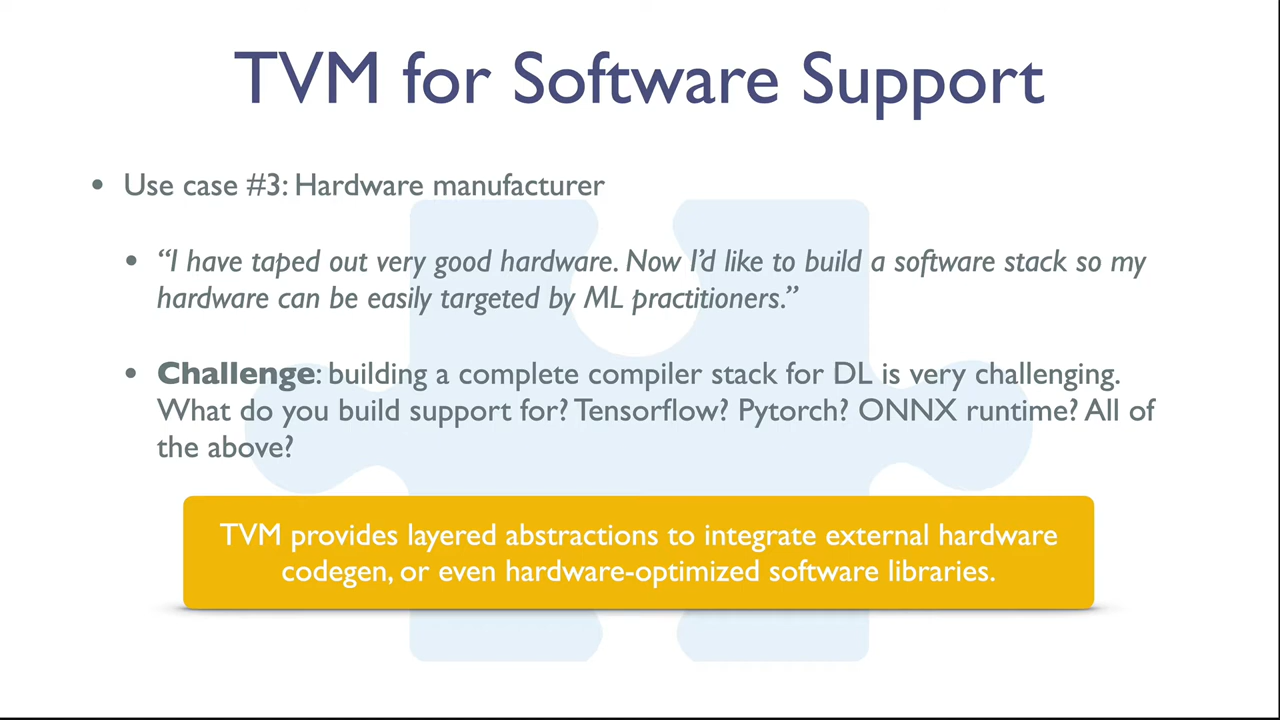 TVM for Software Support
• Use case #3: Hardware manufacturer
• “I have taped out very good hardware. Now I’d like to build a software stack so my
hardware can be easily targeted by ML practitioners.”
• Challenge: building a complete compiler stack for DL is very challenging.
What do you build support for? Tensorflow? Pytorch? ONNX runtime? All of
the above?
TVM provides layered abstractions to integrate external hardware
codegen, or even hardware-optimized software libraries.